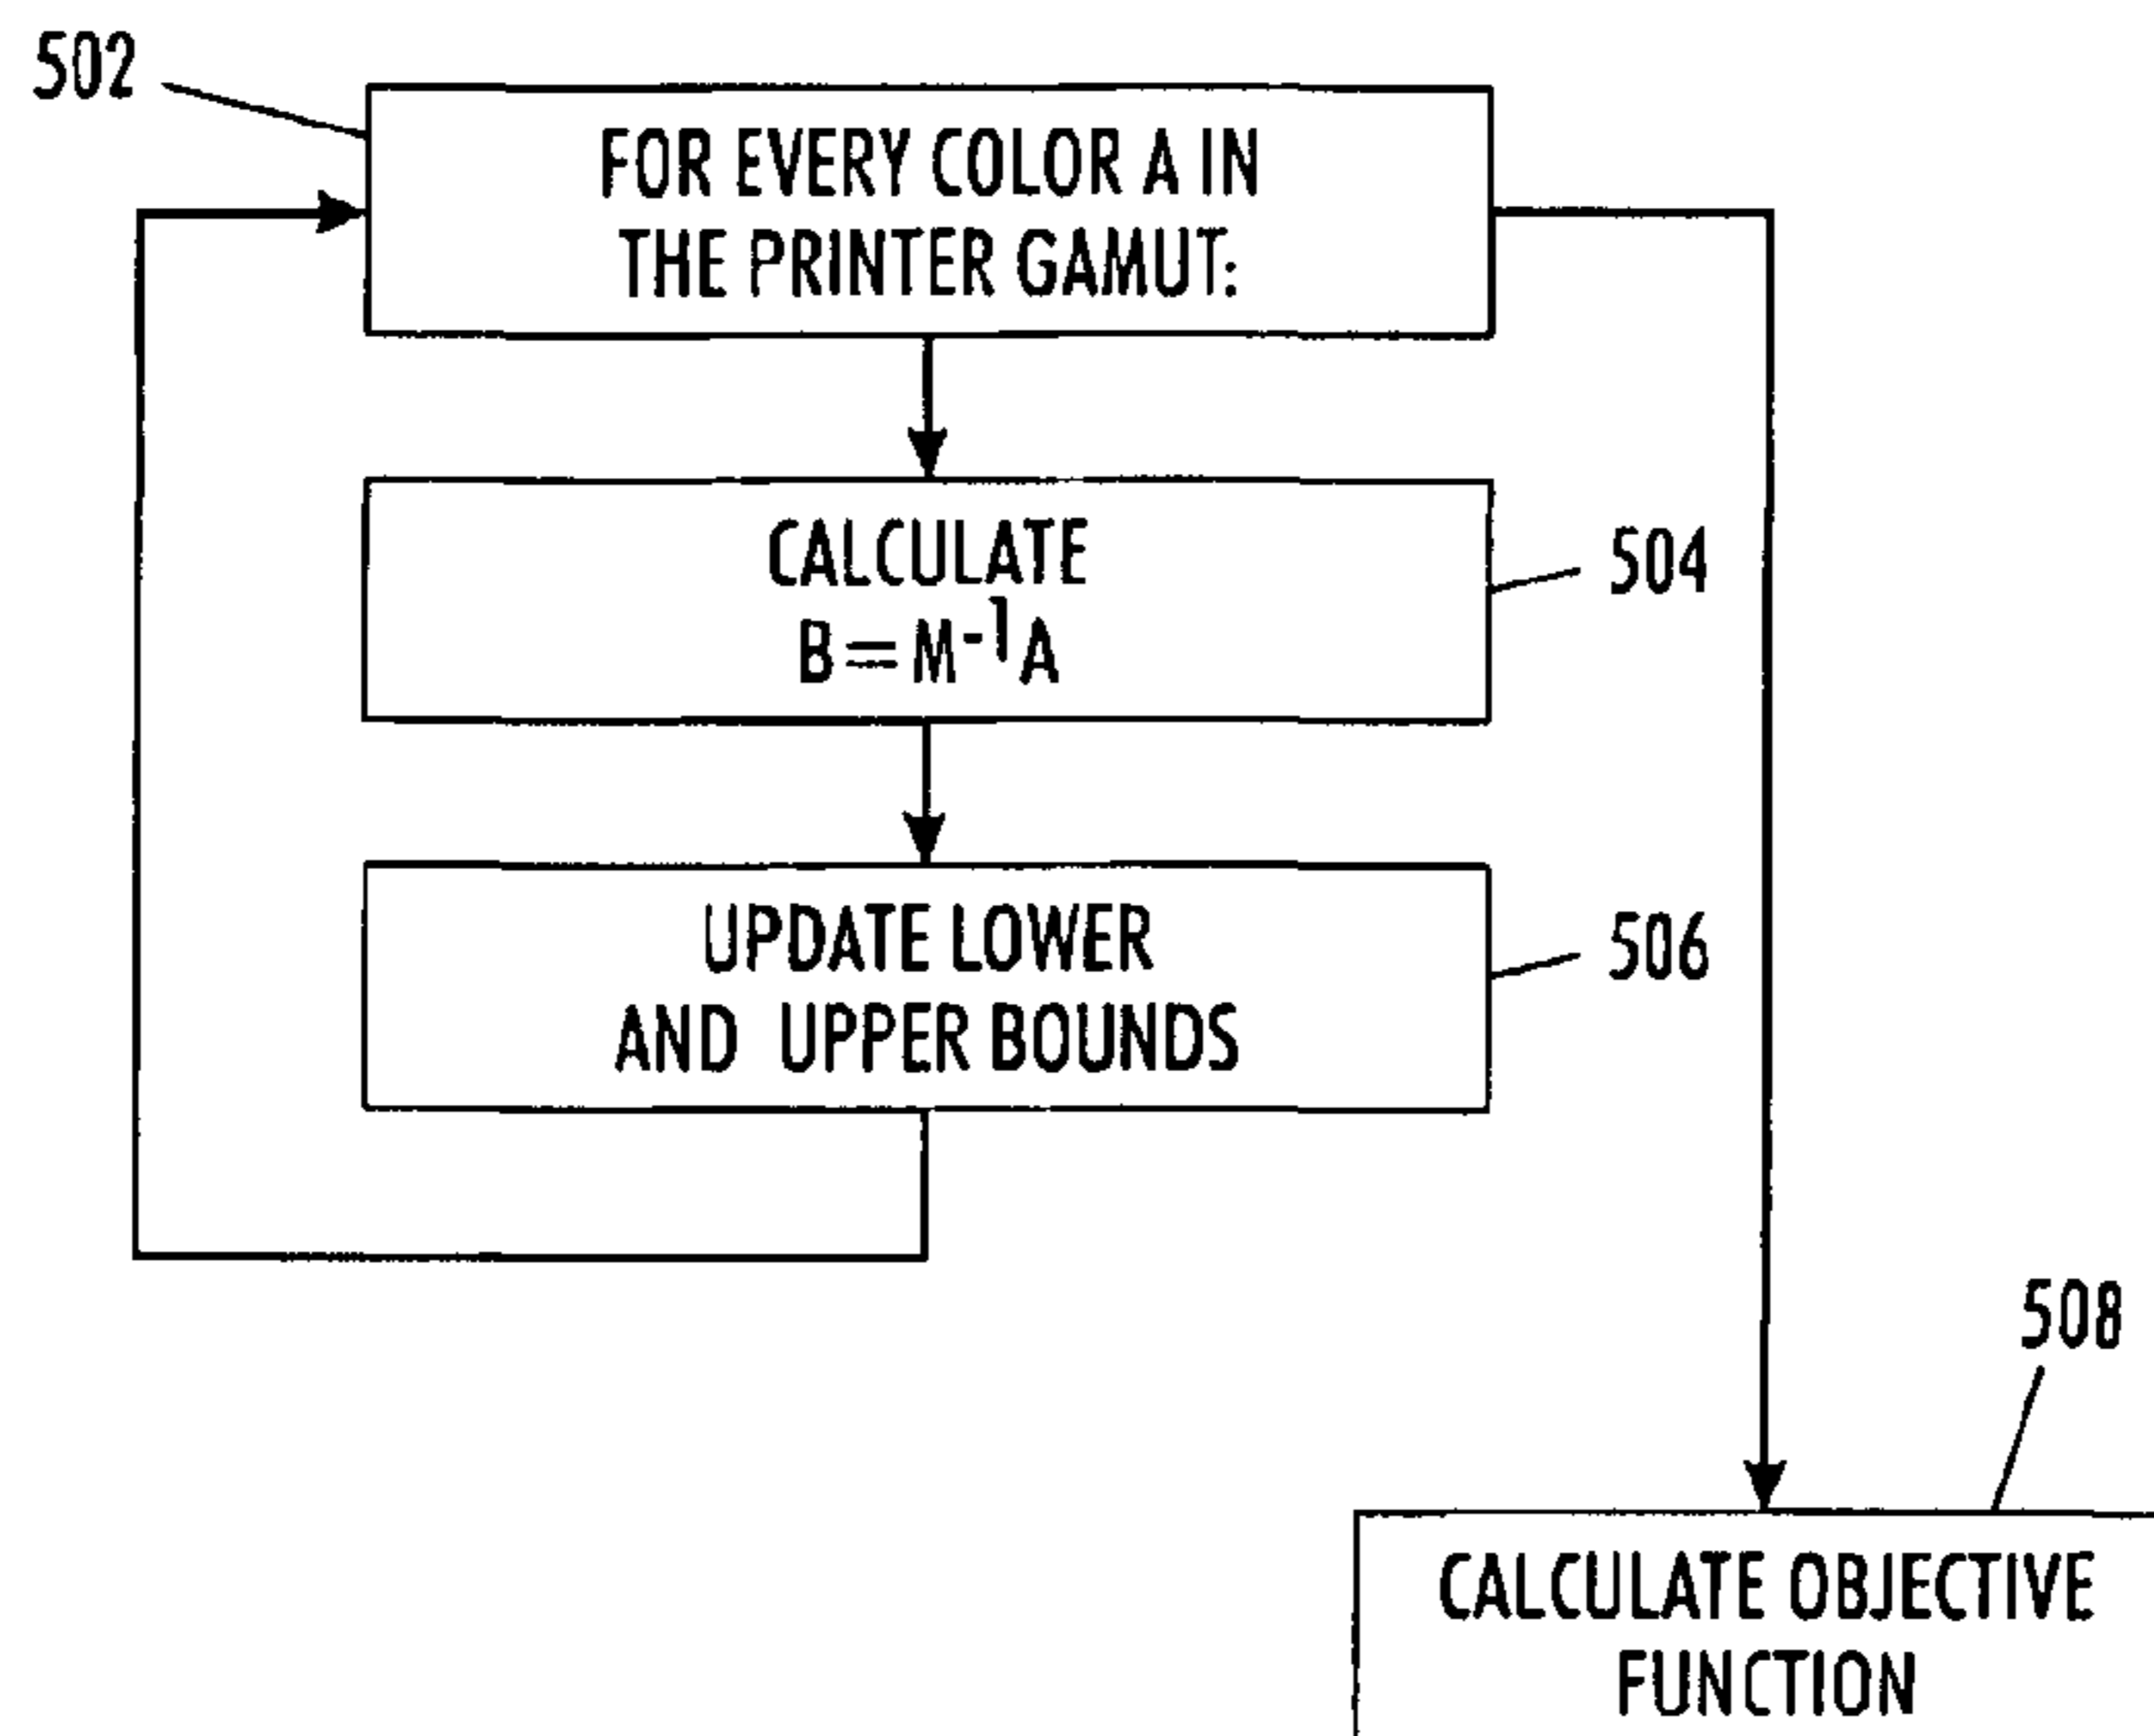 502
FOR EVERY COLOR A IN
THE PRINTER GAMUT:
CALCULATE
B=M⁻¹A
504
UPDATE LOWER
AND UPPER BOUNDS
506
508
CALCULATE OBJECTIVE
FUNCTION